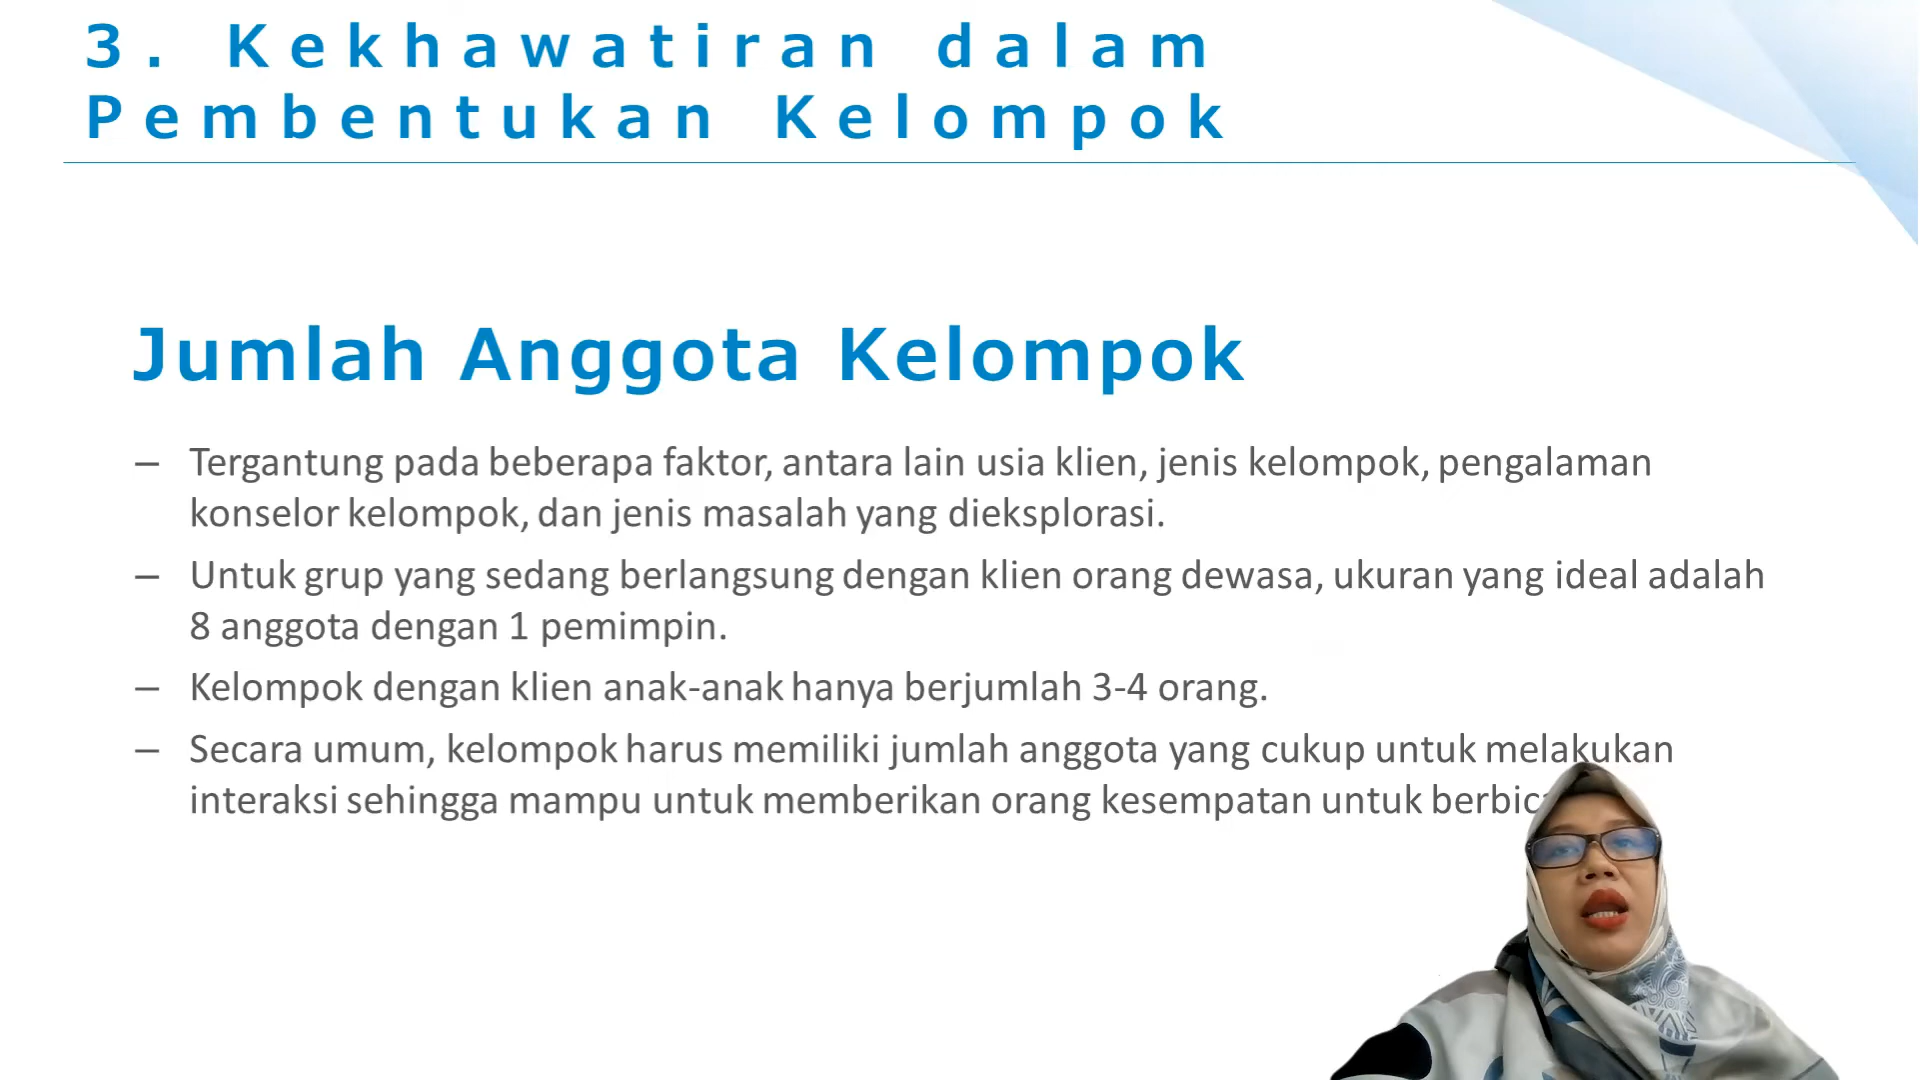 3. Kekhawatiran dalam
Pembentukan Kelompok
Jumlah Anggota Kelompok
– Tergantung pada beberapa faktor, antara lain usia klien, jenis kelompok, pengalaman
konselor kelompok, dan jenis masalah yang dieksplorasi.
– Untuk grup yang sedang berlangsung dengan klien orang dewasa, ukuran yang ideal adalah
8 anggota dengan 1 pemimpin.
– Kelompok dengan klien anak-anak hanya berjumlah 3-4 orang.
– Secara umum, kelompok harus memiliki jumlah anggota yang cukup untuk melakukan
interaksi sehingga mampu untuk memberikan orang kesempatan untuk